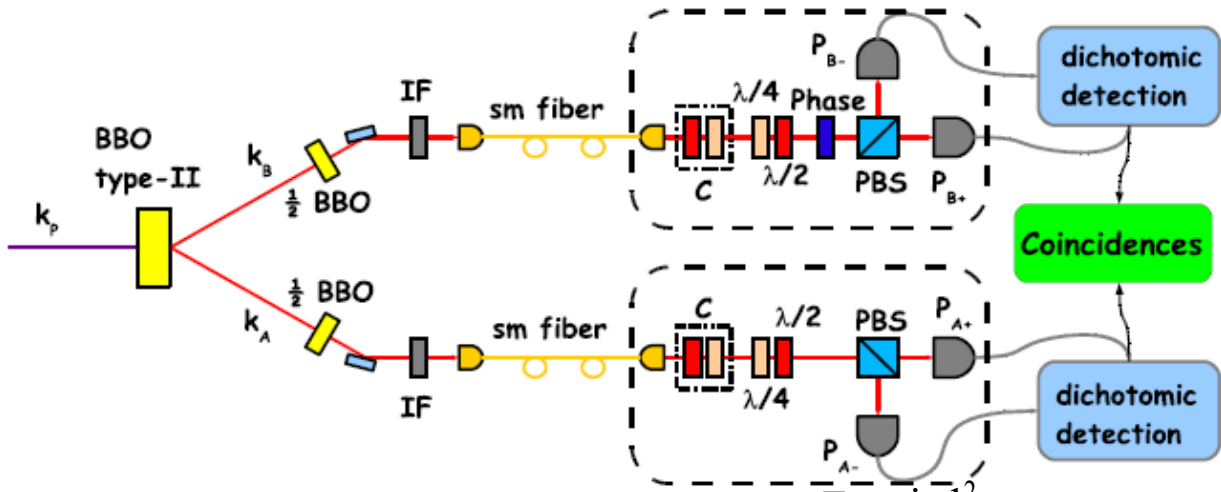 BBO
type-II
k_P
k_B
½ BBO
IF
sm fiber
C
λ/4
λ/2
Phase
PBS
P_B-
P_B+
dichotomic
detection
Coincidences
½ BBO
k_A
IF
sm fiber
C
λ/4
λ/2
PBS
P_A+
P_A-
dichotomic
detection